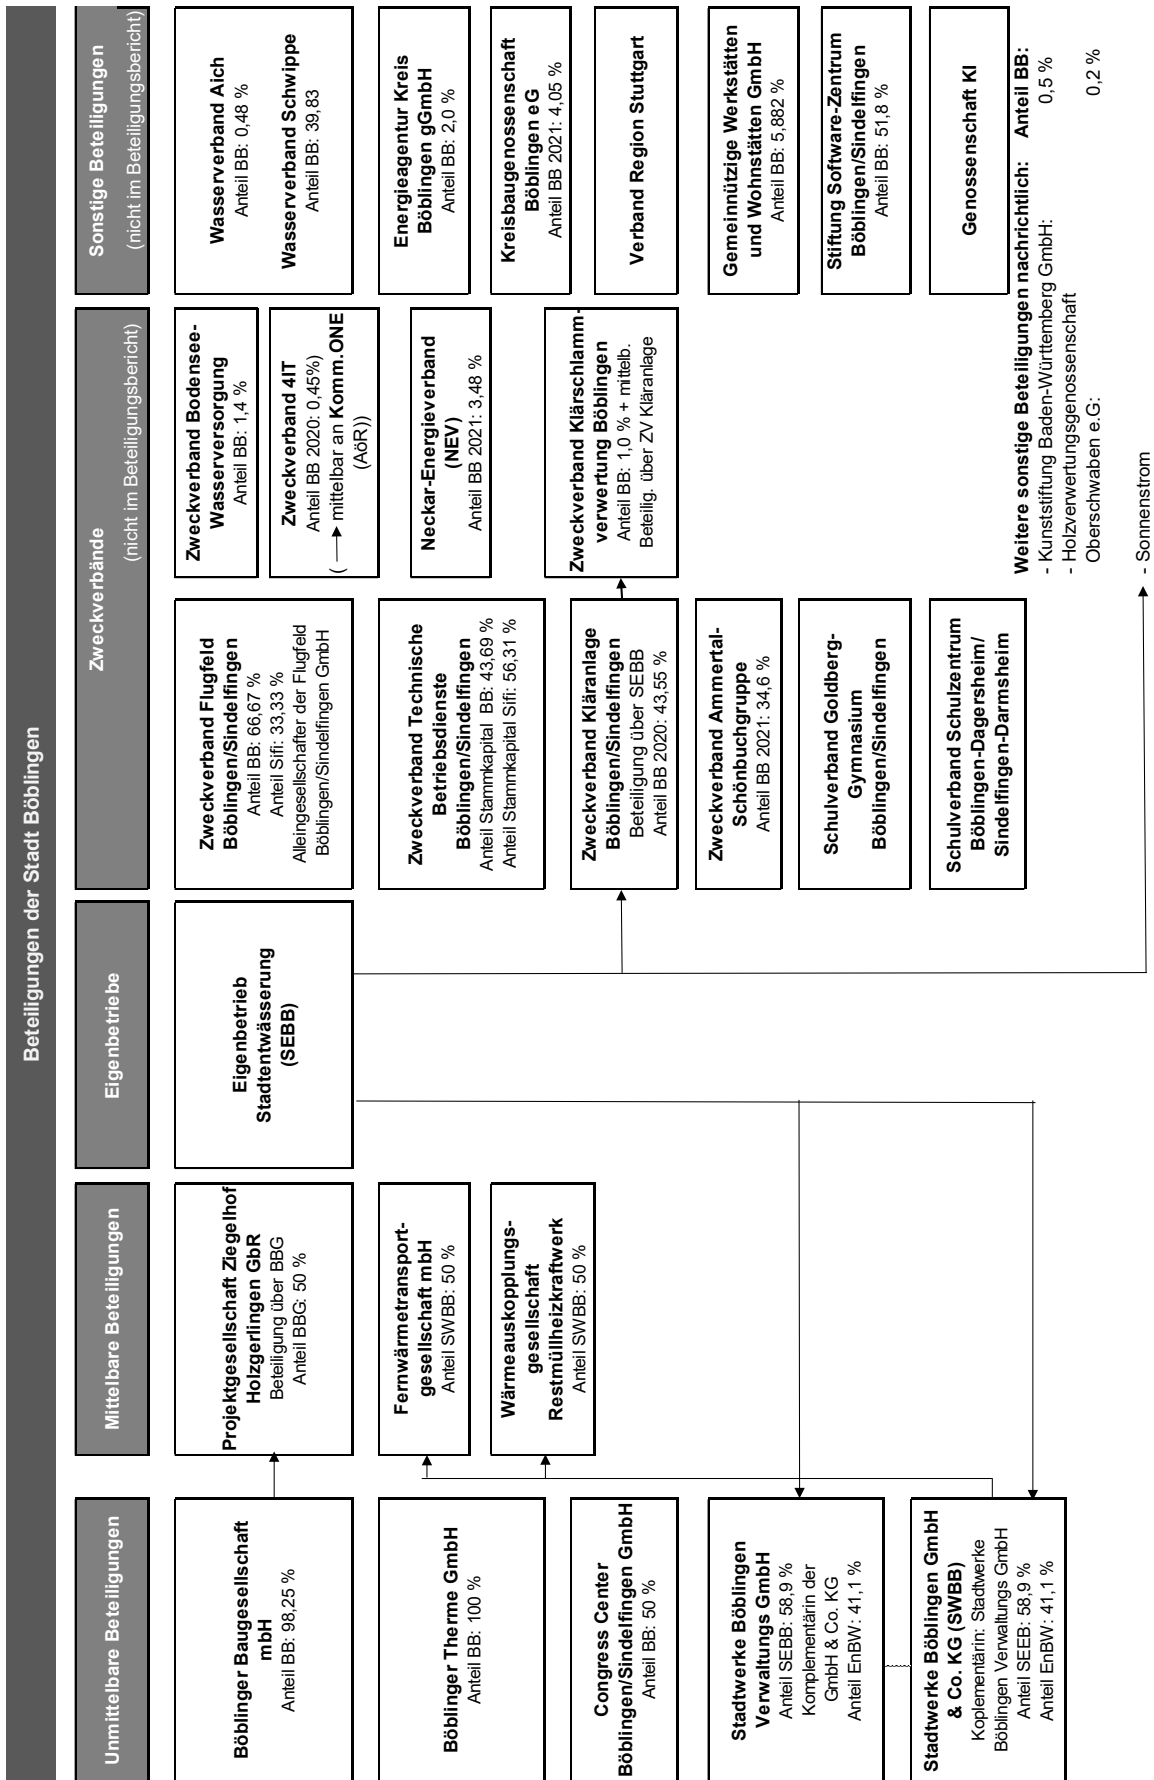 Beteiligungen der Stadt Böblingen
Unmittelbare Beteiligungen
Böblinger Baugesellschaft
mbH
Anteil BB: 98,25 %
Böblinger Therme GmbH
Anteil BB: 100 %
Congress Center
Böblingen/Sindelfingen GmbH
Anteil BB: 50 %
Stadtwerke Böblingen
Verwaltungs GmbH
Anteil SEBB: 58,9 %
Komplementärin der
GmbH & Co. KG
Anteil EnBW: 41,1 %
Stadtwerke Böblingen GmbH
& Co. KG (SWBB)
Koplementärin: Stadtwerke
Böblingen Verwaltungs GmbH
Anteil SEEB: 58,9 %
Anteil EnBW: 41,1 %
Mittelbare Beteiligungen
Projektgesellschaft Ziegelhof
Holzgerlingen GbR
Beteiligung über BBG
Anteil BBG: 50 %
Fernwärmetransport-
gesellschaft mbH
Anteil SWBB: 50 %
Wärmeauskopplungs-
gesellschaft
Restmüllheizkraftwerk
Anteil SWBB: 50 %
Eigenbetriebe
Eigenbetrieb
Stadtentwässerung
(SEBB)
Zweckverbände
(nicht im Beteiligungsbericht)
Zweckverband Flugfeld
Böblingen/Sindelfingen
Anteil BB: 66,67 %
Anteil Sifi: 33,33 %
Alleingesellschafter der Flugfeld
Böblingen/Sindelfingen GmbH
Zweckverband Technische
Betriebsdienste
Böblingen/Sindelfingen
Anteil Stammkapital BB: 43,69 %
Anteil Stammkapital Sifi: 56,31 %
Zweckverband Kläranlage
Böblingen/Sindelfingen
Beteiligung über SEBB
Anteil BB 2020: 43,55 %
Zweckverband Ammertal-
Schönbuchgruppe
Anteil BB 2021: 34,6 %
Schulverband Goldberg-
Gymnasium
Böblingen/Sindelfingen
Schulverband Schulzentrum
Böblingen-Dagersheim/
Sindelfingen-Darmsheim
Zweckverband Bodensee-
Wasserversorgung
Anteil BB: 1,4 %
Zweckverband 4IT
Anteil BB 2020: 0,45%)
( → mittelbar an Komm.ONE
(AöR))
Neckar-Energieverband
(NEV)
Anteil BB 2021: 3,48 %
Zweckverband Klärschlamm-
verwertung Böblingen
Anteil BB: 1,0 % + mittelb.
Beteilig. über ZV Kläranlage
Sonstige Beteiligungen
(nicht im Beteiligungsbericht)
Wasserverband Aich
Anteil BB: 0,48 %
Wasserverband Schwippe
Anteil BB: 39,83
Energieagentur Kreis
Böblingen gGmbH
Anteil BB: 2,0 %
Kreisbaugenossenschaft
Böblingen eG
Anteil BB 2021: 4,05 %
Verband Region Stuttgart
Gemeinnützige Werkstätten
und Wohnstätten GmbH
Anteil BB: 5,882 %
Stiftung Software-Zentrum
Böblingen/Sindelfingen
Anteil BB: 51,8 %
Genossenschaft KI
Weitere sonstige Beteiligungen nachrichtlich: Anteil BB:
- Kunststiftung Baden-Württemberg GmbH: 0,5 %
- Holzverwertungsgenossenschaft
Oberschwaben e.G: 0,2 %
- Sonnenstrom